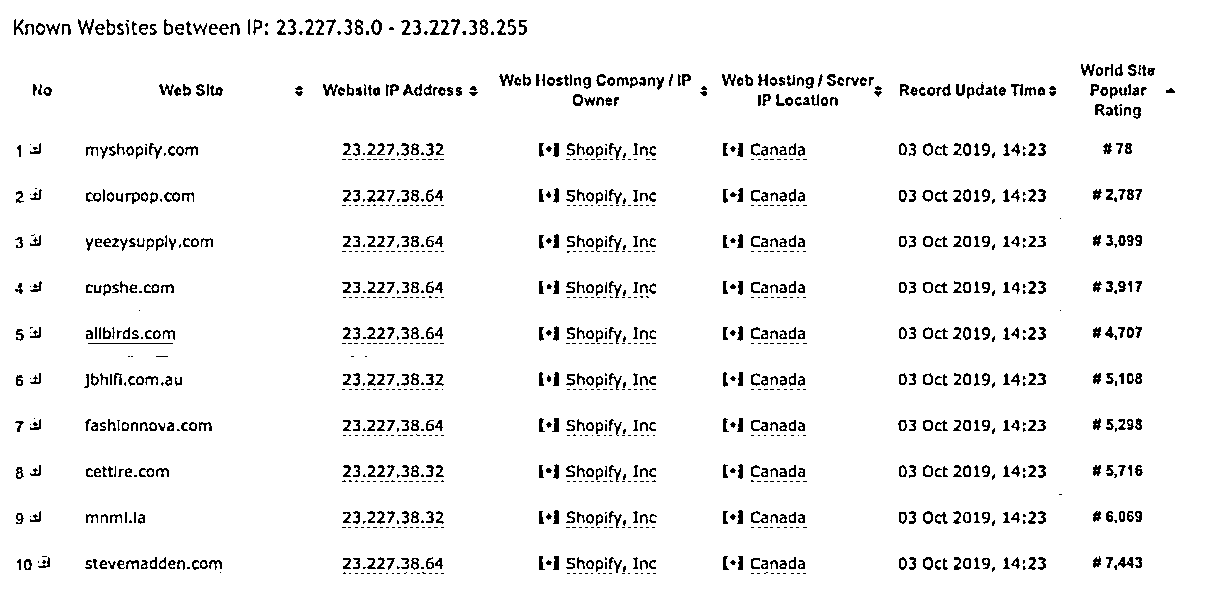 Known Websites between IP: 23.227.38.0 - 23.227.38.255
No Web Site Website IP Address Web Hosting Company / IP Owner Web Hosting / Server IP Location Record Update Time World Site Popular Rating
1 myshopify.com 23.227.38.32 Shopify, Inc Canada 03 Oct 2019, 14:23 # 78
2 colourpop.com 23.227.38.64 Shopify, Inc Canada 03 Oct 2019, 14:23 # 2,787
3 yeezysupply.com 23.227.38.64 Shopify, Inc Canada 03 Oct 2019, 14:23 # 3,099
4 cupshe.com 23.227.38.64 Shopify, Inc Canada 03 Oct 2019, 14:23 # 3,917
5 allbirds.com 23.227.38.64 Shopify, Inc Canada 03 Oct 2019, 14:23 # 4,707
6 jbhifi.com.au 23.227.38.32 Shopify, Inc Canada 03 Oct 2019, 14:23 # 5,108
7 fashionnova.com 23.227.38.64 Shopify, Inc Canada 03 Oct 2019, 14:23 # 5,298
8 cettire.com 23.227.38.32 Shopify, Inc Canada 03 Oct 2019, 14:23 # 5,716
9 mnml.la 23.227.38.32 Shopify, Inc Canada 03 Oct 2019, 14:23 # 6,069
10 stevemadden.com 23.227.38.64 Shopify, Inc Canada 03 Oct 2019, 14:23 # 7,443